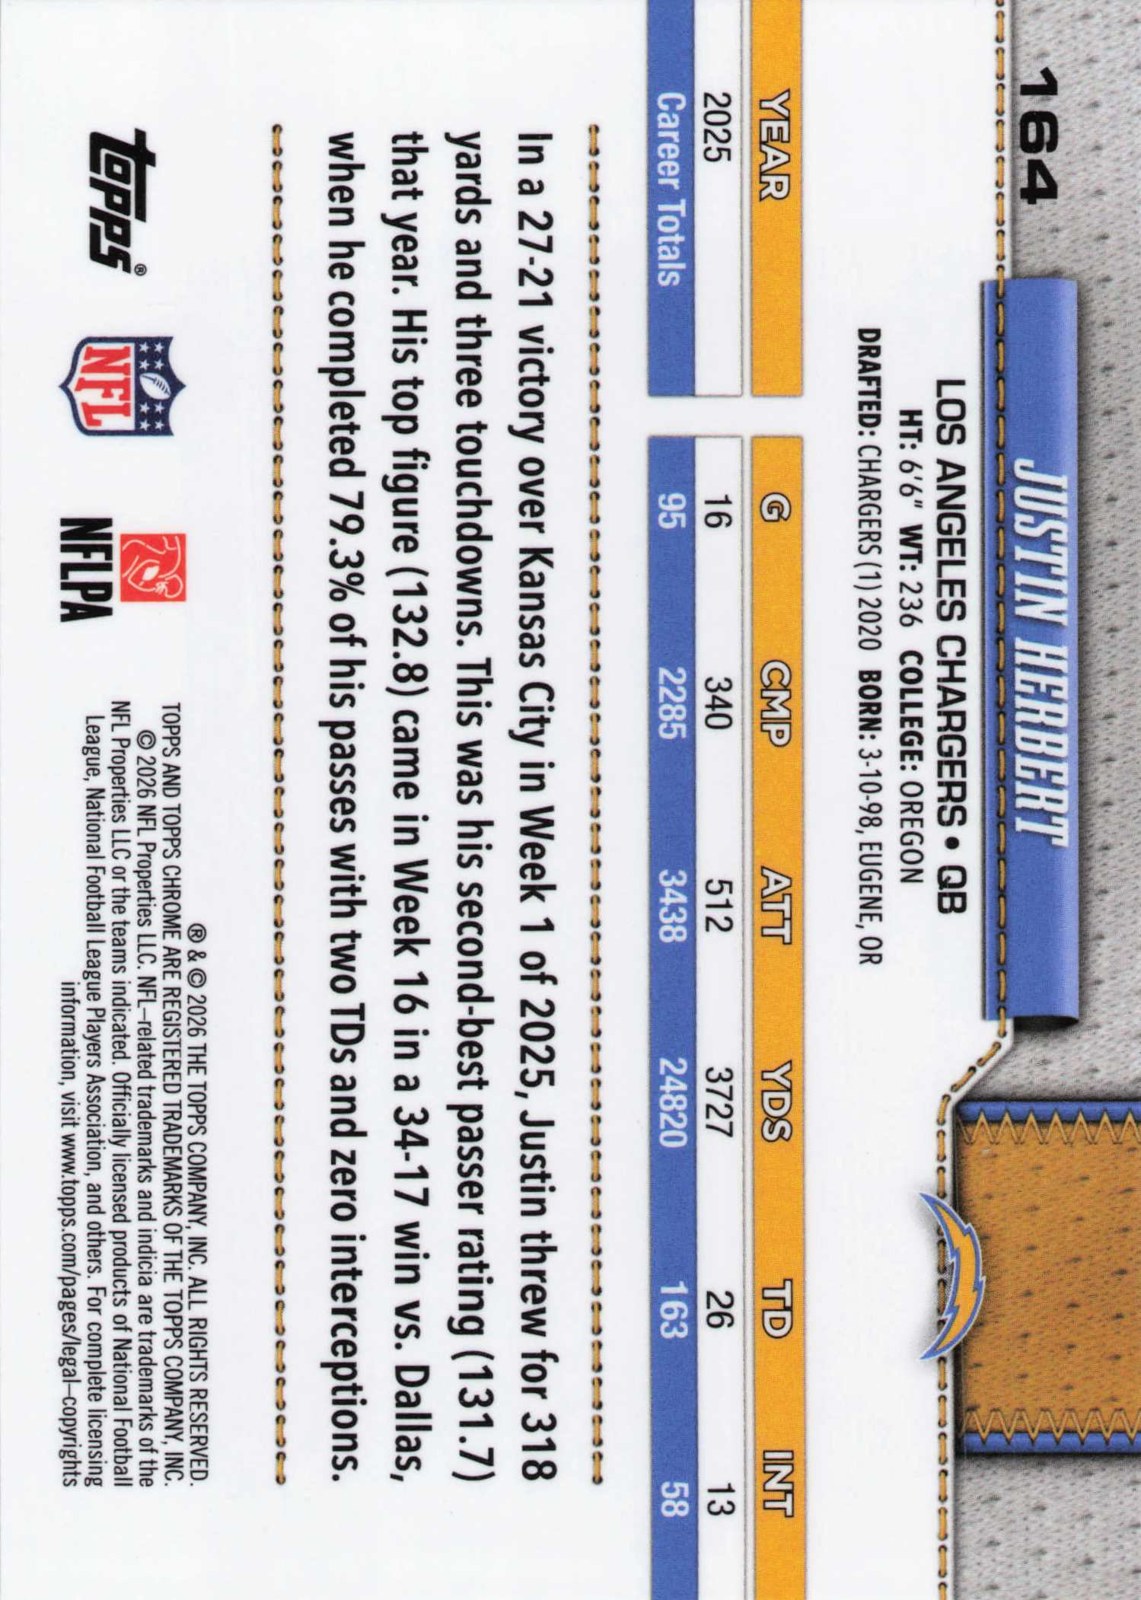 164
JUSTIN HERBERT
LOS ANGELES CHARGERS • QB
HT: 6'6" WT: 236 COLLEGE: OREGON
DRAFTED: CHARGERS (1) 2020 BORN: 3-10-98, EUGENE, OR
YEAR G CMP ATT YDS TD INT
2025 16 340 512 3727 26 13
Career Totals 95 2285 3438 24820 163 58
In a 27-21 victory over Kansas City in Week 1 of 2025, Justin threw for 318
yards and three touchdowns. This was his second-best passer rating (131.7)
that year. His top figure (132.8) came in Week 16 in a 34-17 win vs. Dallas,
when he completed 79.3% of his passes with two TDs and zero interceptions.
topps®
NFL
NFLPA
® & © 2026 THE TOPPS COMPANY, INC. ALL RIGHTS RESERVED.
TOPPS AND TOPPS CHROME ARE REGISTERED TRADEMARKS OF THE TOPPS COMPANY, INC.
© 2026 NFL Properties LLC. NFL–related trademarks and indicia are trademarks of the
NFL Properties LLC or the teams indicated. Officially licensed products of National Football
League, National Football League Players Association, and others. For complete licensing
information, visit www.topps.com/pages/legal–copyrights